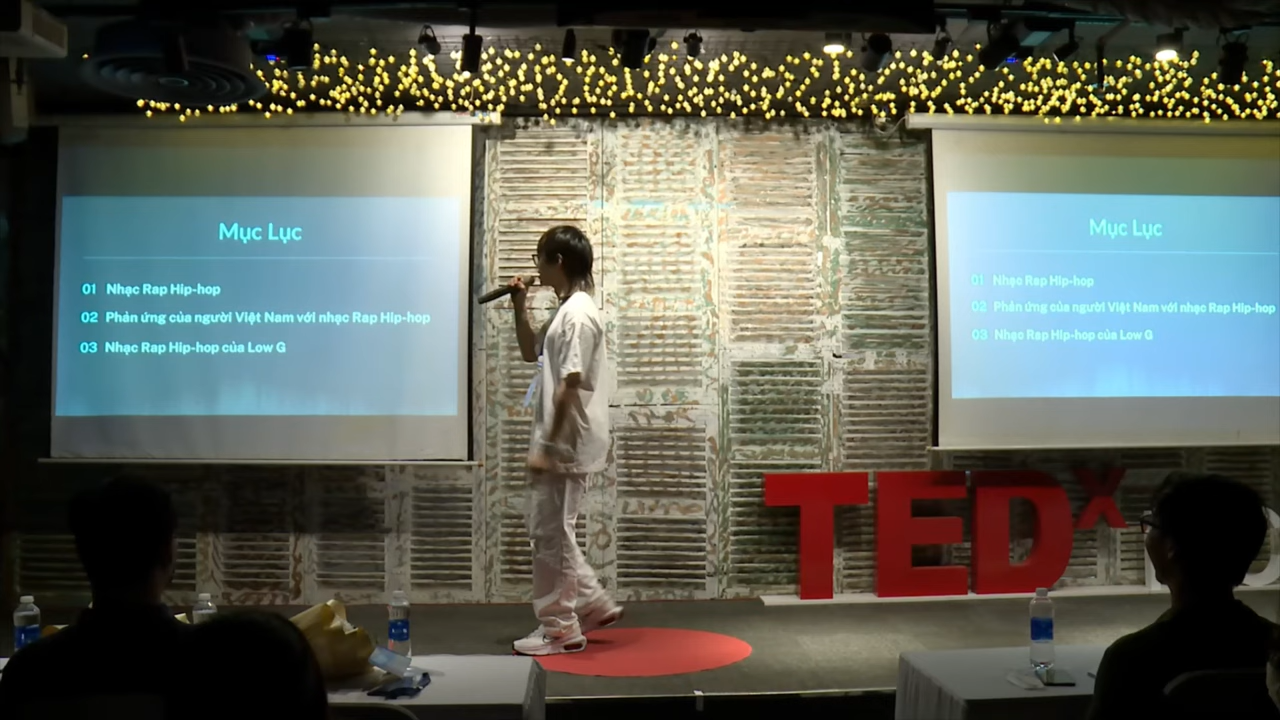 Mục Lục
01 Nhạc Rap Hip-hop
02 Phản ứng của người Việt Nam với nhạc Rap Hip-hop
03 Nhạc Rap Hip-hop của Low G
Mục Lục
01 Nhạc Rap Hip-hop
02 Phản ứng của người Việt Nam với nhạc Rap Hip-hop
03 Nhạc Rap Hip-hop của Low G
TEDx